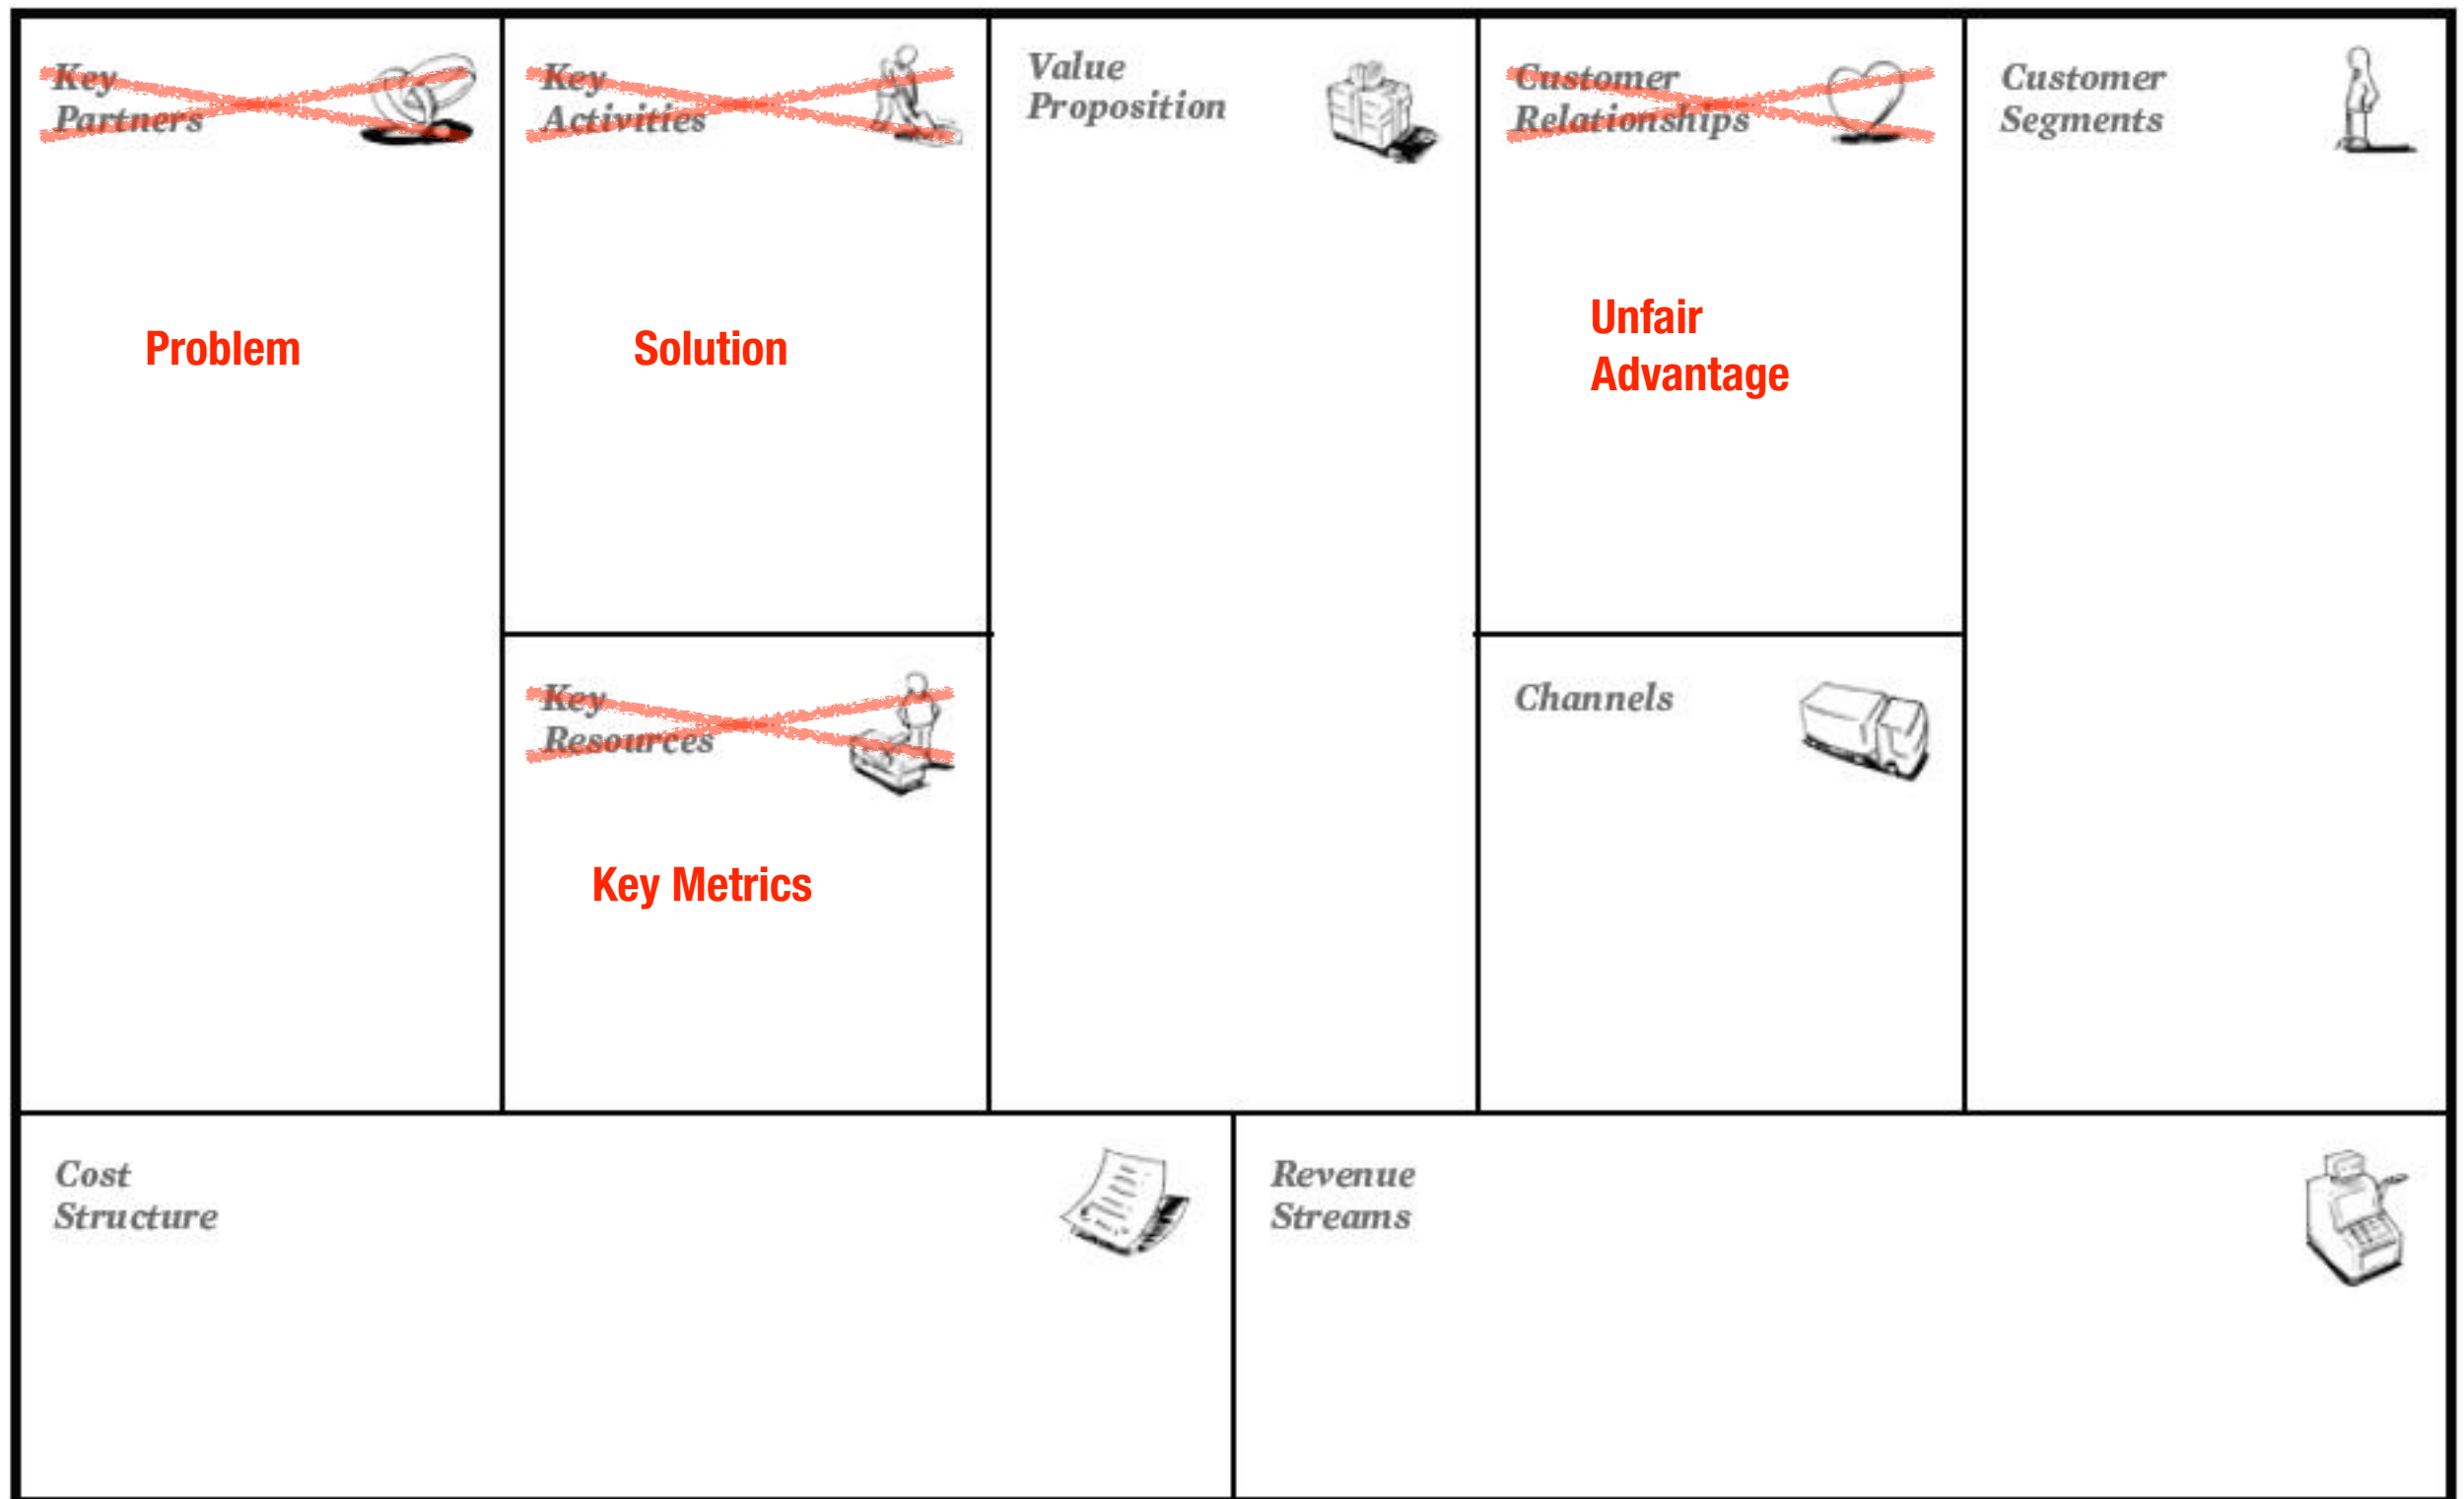 Key
Partners
Problem
Key
Activities
Solution
Key
Resources
Key Metrics
Value
Proposition
Customer
Relationships
Unfair
Advantage
Channels
Customer
Segments
Cost
Structure
Revenue
Streams